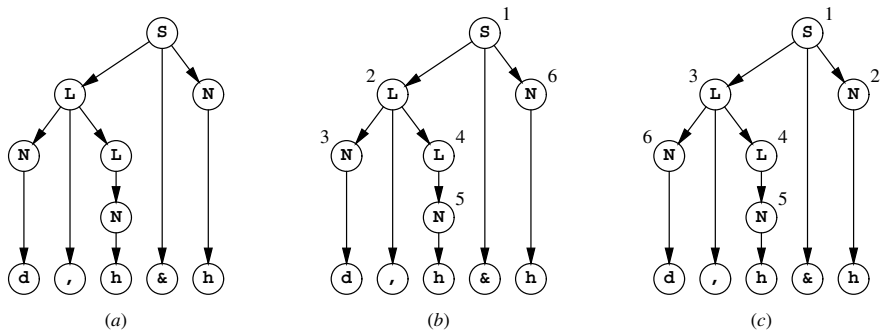 S S 1 S 1
L N 2 L N 6 3 L N 2
N L 3 N L 4 6 N L 4
N N 5 N 5
d , h & h d , h & h d , h & h
(a) (b) (c)